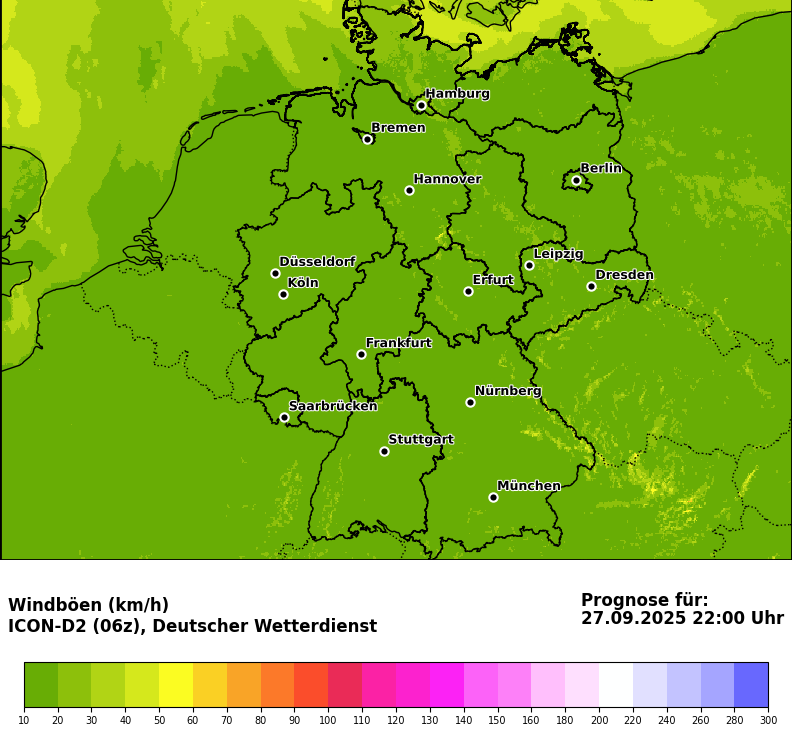 Hamburg
Bremen
Berlin
Hannover
Leipzig
Düsseldorf
Dresden
Köln
Erfurt
Frankfurt
Nürnberg
Saarbrücken
Stuttgart
München
Windböen (km/h)
ICON-D2 (06z), Deutscher Wetterdienst
Prognose für:
27.09.2025 22:00 Uhr
10 20 30 40 50 60 70 80 90 100 110 120 130 140 150 160 180 200 220 240 260 280 300